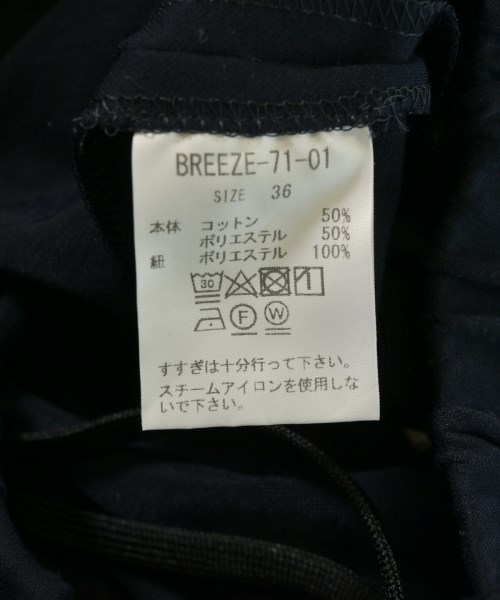 BREEZE-71-01
SIZE 36
本体 コットン 50%
ポリエステル 50%
紐 ポリエステル 100%
30
F W
すすぎは十分行って下さい。
スチームアイロンを使用しな
いで下さい。